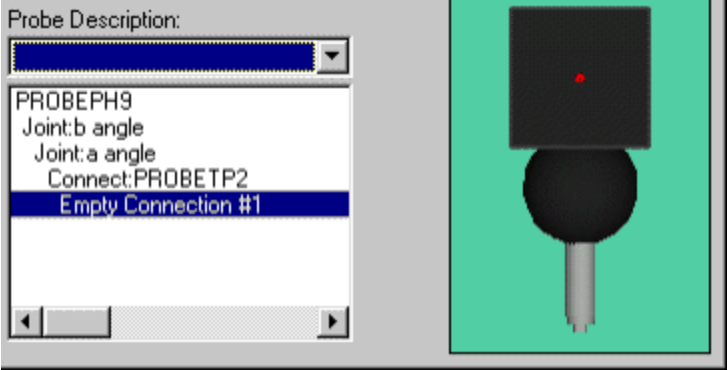 Probe Description:
PROBEPH9
Joint:b angle
Joint:a angle
Connect:PROBETP2
Empty Connection #1